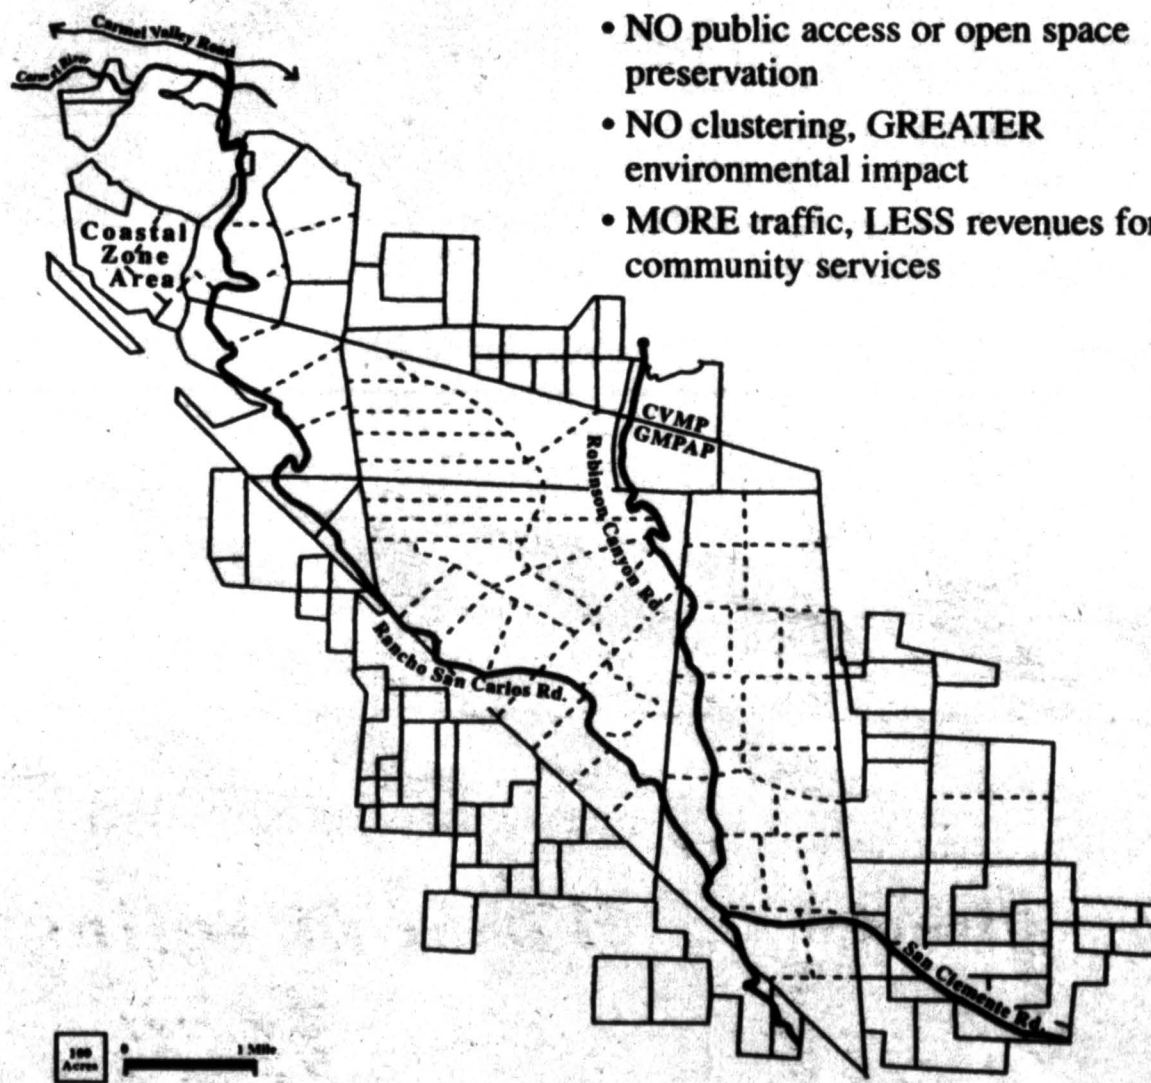 • NO public access or open space
preservation
• NO clustering, GREATER
environmental impact
• MORE traffic, LESS revenues for
community services
Carmel Valley Road
Carmel River
Coastal
Zone
Area
CVMP
GMPAP
Robinson Canyon Rd.
Rancho San Carlos Rd.
San Clemente Rd.
100
Acres
0 1 Mile